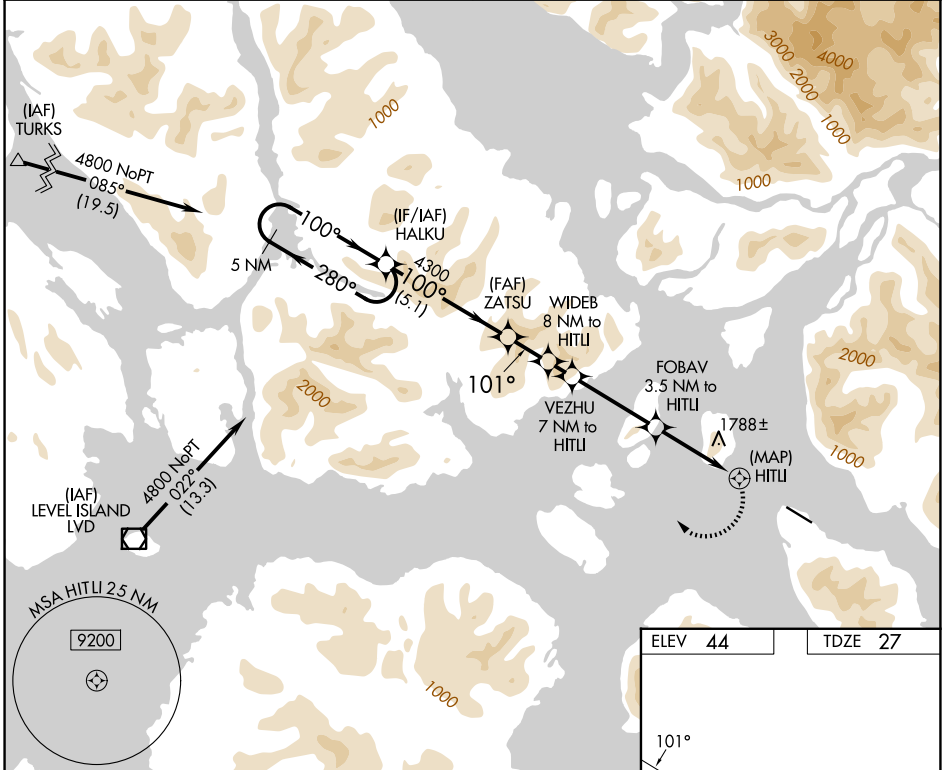 3000
2000
1000
4000
1000
(IAF)
TURKS
4800 NoPT
085°
(19.5)
1000
100°
(IF/IAF)
HALKU
5 NM
280°
4300
100°
(5.1)
(FAF)
ZATSU
WIDEB
8 NM to
HITLI
101°
VEZHU
7 NM to
HITLI
FOBAV
3.5 NM to
HITLI
2000
2000
1788±
(MAP)
HITLI
1000
4800 NoPT
022°
(13.3)
(IAF)
LEVEL ISLAND
LVD
MSA HITLI 25 NM
9200
1000
ELEV 44
TDZE 27
101°